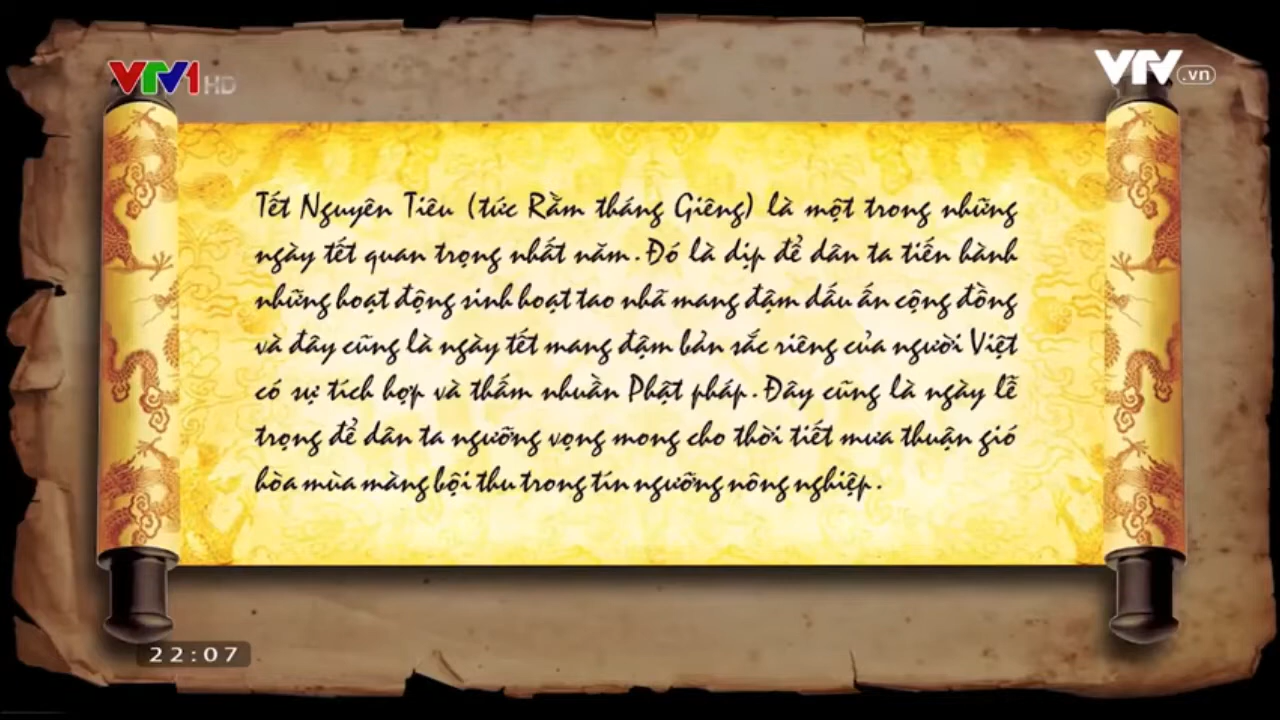 VTV1 HD
VTV.vn
Tết Nguyên Tiêu (tức Rằm tháng Giêng) là một trong những
ngày tết quan trọng nhất năm. Đó là dịp để dân ta tiến hành
những hoạt động sinh hoạt tao nhã mang đậm dấu ấn cộng đồng
và đây cũng là ngày tết mang đậm bản sắc riêng của người Việt
có sự tích hợp và thấm nhuần Phật pháp. Đây cũng là ngày lễ
trọng để dân ta ngưỡng vọng mong cho thời tiết mưa thuận gió
hòa mùa màng bội thu trong tín ngưỡng nông nghiệp.
22:07